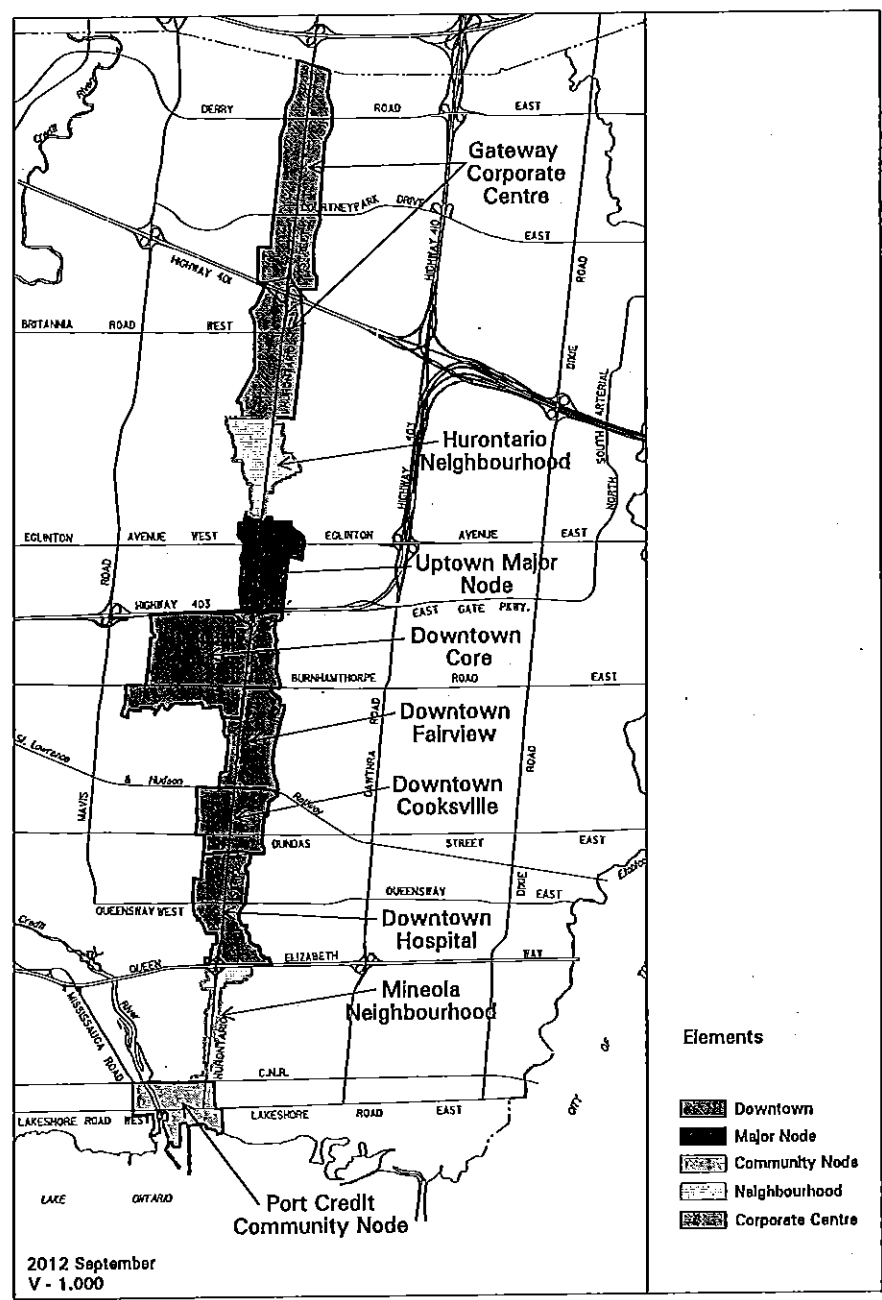 Credit
River
DERRY ROAD EAST
Gateway
Corporate
Centre
COURTNEYPARK DRIVE
EAST
HIGHWAY 410
HIGHWAY 401
ROAD
BRITANNIA ROAD WEST
HURONTARIO
DIXIE
NORTH SOUTH ARTERIAL
HIGHWAY 403
Hurontario
Neighbourhood
EGLINTON AVENUE WEST
EGLINTON AVENUE EAST
ROAD
Uptown Major
Node
HIGHWAY 403
EAST GATE PKWY.
Downtown
Core
BURNHAMTHORPE ROAD EAST
ROAD
Downtown
Fairview
St. Lawrence & Hudson Railway
CAWTHRA
ROAD
Downtown
Cooksville
MAVIS
DUNDAS STREET EAST
DIXIE
QUEENSWAY EAST
QUEENSWAY WEST
Credit
Downtown
Hospital
QUEEN ELIZABETH WAY
River
MISSISSAUGA ROAD
Mineola
Neighbourhood
HURONTARIO
C.N.R.
CITY OF
LAKESHORE ROAD WEST
LAKESHORE ROAD EAST
LAKE ONTARIO
Port Credit
Community Node
2012 September
V - 1.000
Elements
Downtown
Major Node
Community Node
Neighbourhood
Corporate Centre